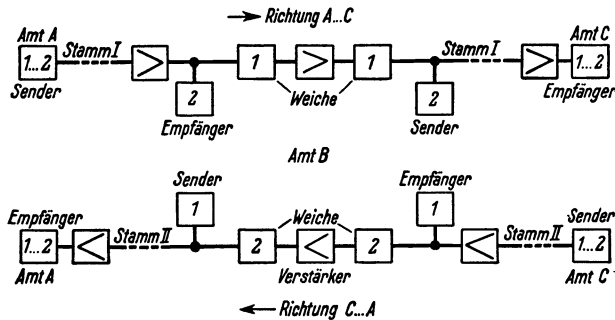 Richtung A...C
Amt A Amt C
1...2 Stamm I > 1 > 1 Stamm I > 1...2
Sender Weiche Empfänger
2 2
Empfänger Sender
Amt B
Sender Empfänger
1 1
Empfänger Weiche Sender
1...2 < Stamm II 2 < 2 < Stamm II 1...2
Amt A Verstärker Amt C
Richtung C...A